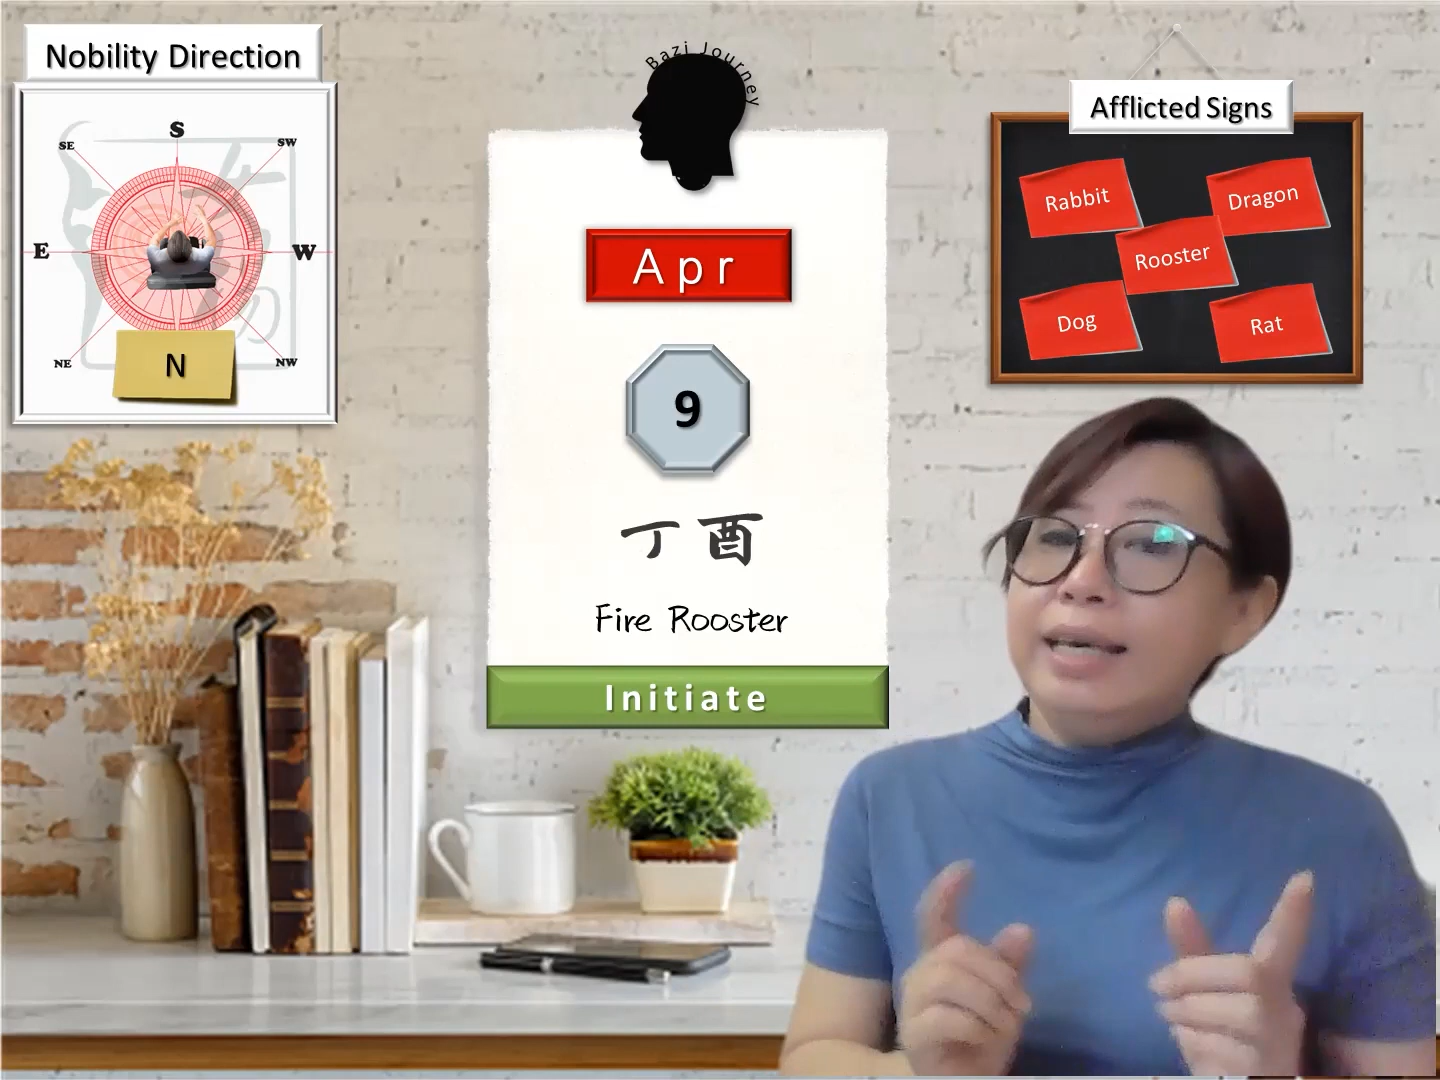 Nobility Direction
S
SE
SW
E
W
NE
NW
N
Bazi Journey
Apr
9
丁酉
Fire Rooster
Initiate
Afflicted Signs
Rabbit
Dragon
Rooster
Dog
Rat